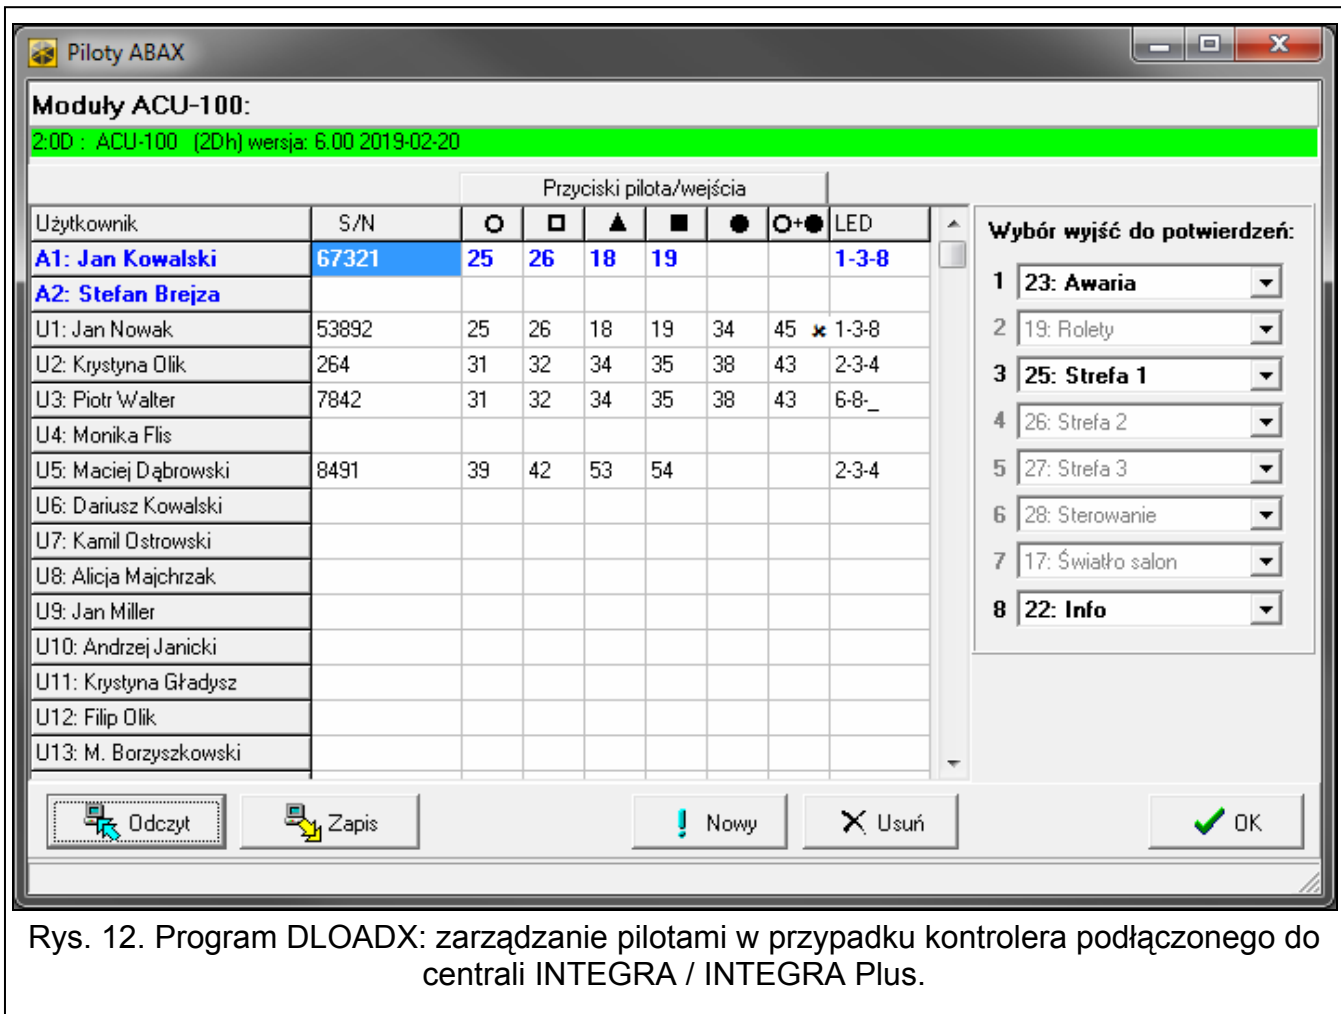 Piloty ABAX
Moduły ACU-100:
2:0D : ACU-100 (2Dh) wersja: 6.00 2019-02-20
Przyciski pilota/wejścia
Użytkownik S/N O+● LED
A1: Jan Kowalski 67321 25 26 18 19 1-3-8
A2: Stefan Brejza
U1: Jan Nowak 53892 25 26 18 19 34 45 x 1-3-8
U2: Krystyna Olik 264 31 32 34 35 38 43 2-3-4
U3: Piotr Walter 7842 31 32 34 35 38 43 6-8-_
U4: Monika Flis
U5: Maciej Dąbrowski 8491 39 42 53 54 2-3-4
U6: Dariusz Kowalski
U7: Kamil Ostrowski
U8: Alicja Majchrzak
U9: Jan Miller
U10: Andrzej Janicki
U11: Krystyna Gładysz
U12: Filip Olik
U13: M. Borzyszkowski
Wybór wyjść do potwierdzeń:
1 23: Awaria
2 19: Rolety
3 25: Strefa 1
4 26: Strefa 2
5 27: Strefa 3
6 28: Sterowanie
7 17: Światło salon
8 22: Info
Odczyt Zapis Nowy Usuń OK
Rys. 12. Program DLOADX: zarządzanie pilotami w przypadku kontrolera podłączonego do
centrali INTEGRA / INTEGRA Plus.